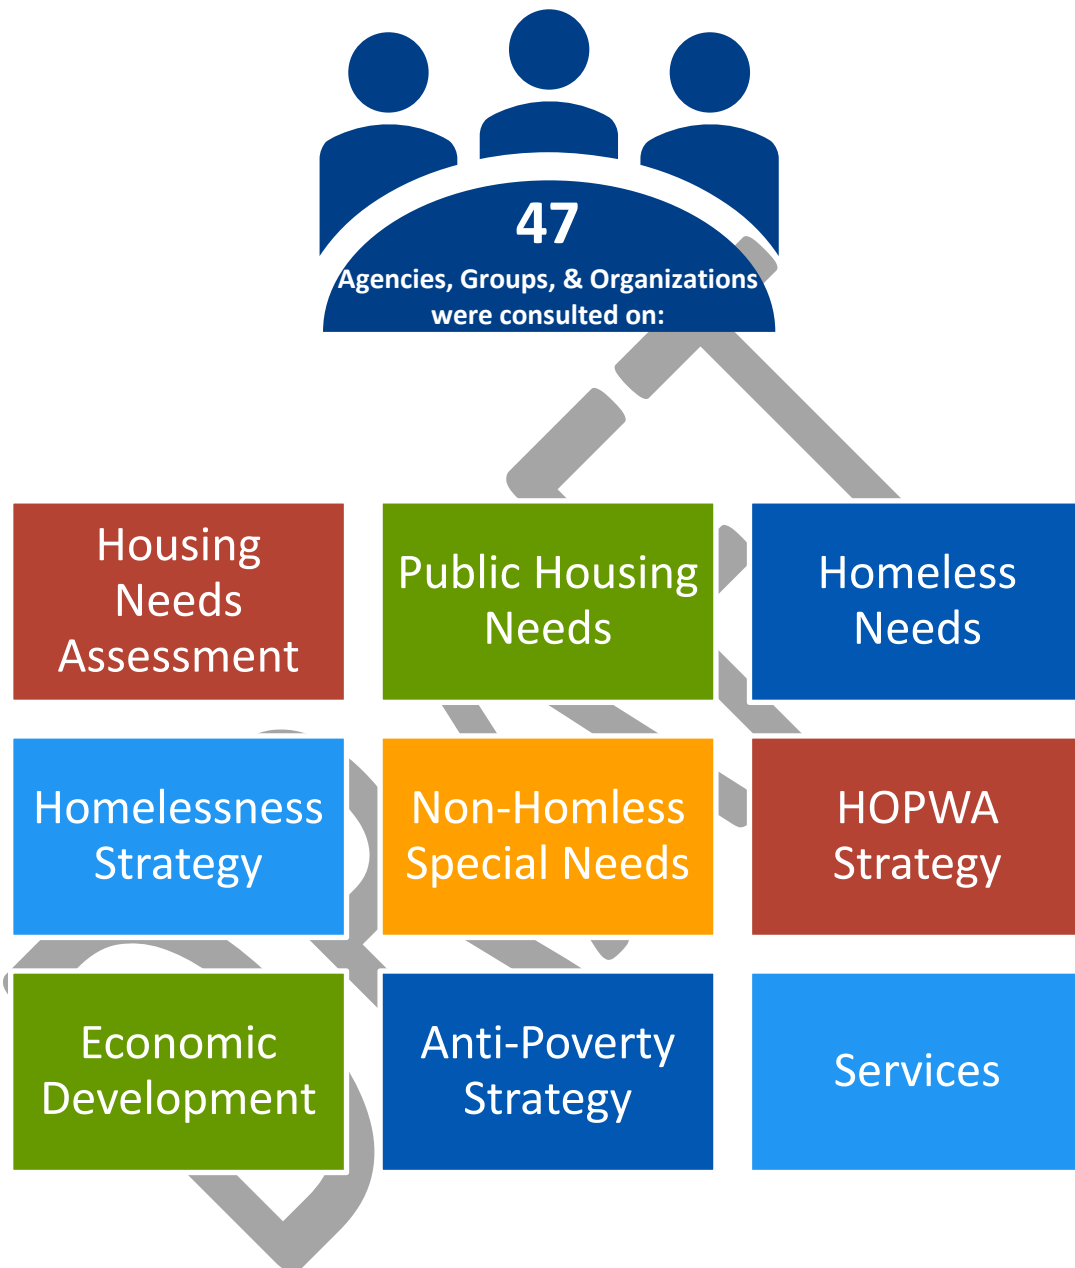 47
Agencies, Groups, & Organizations
were consulted on:
Housing
Needs
Assessment
Public Housing
Needs
Homeless
Needs
Homelessness
Strategy
Non-Homless
Special Needs
HOPWA
Strategy
Economic
Development
Anti-Poverty
Strategy
Services